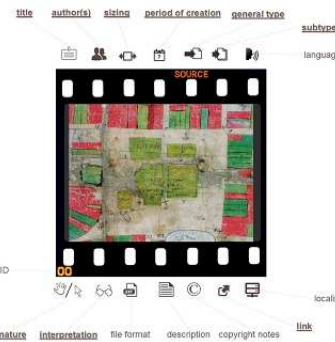 title author(s) sizing period of creation general type
subtype
languag
SOURCE
ID
00
locali
nature interpretation file format description copyright notes
link